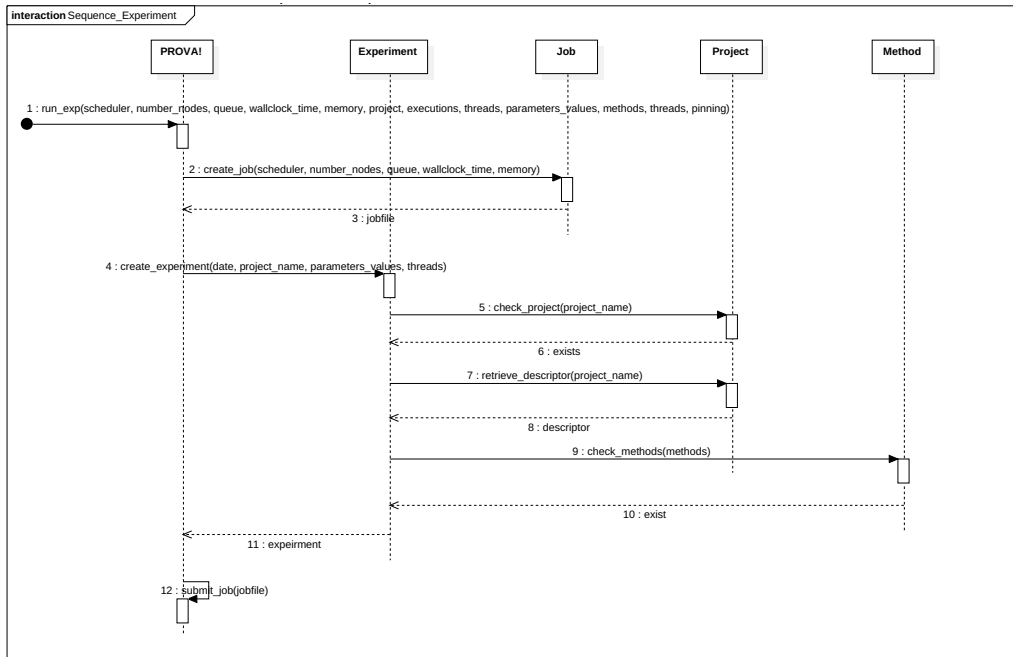 interaction Sequence_Experiment
PROVA!
Experiment
Job
Project
Method
1 : run_exp(scheduler, number_nodes, queue, wallclock_time, memory, project, executions, threads, parameters_values, methods, threads, pinning)
2 : create_job(scheduler, number_nodes, queue, wallclock_time, memory)
3 : jobfile
4 : create_experiment(date, project_name, parameters_values, threads)
5 : check_project(project_name)
6 : exists
7 : retrieve_descriptor(project_name)
8 : descriptor
9 : check_methods(methods)
10 : exist
11 : expeirment
12 : submit_job(jobfile)